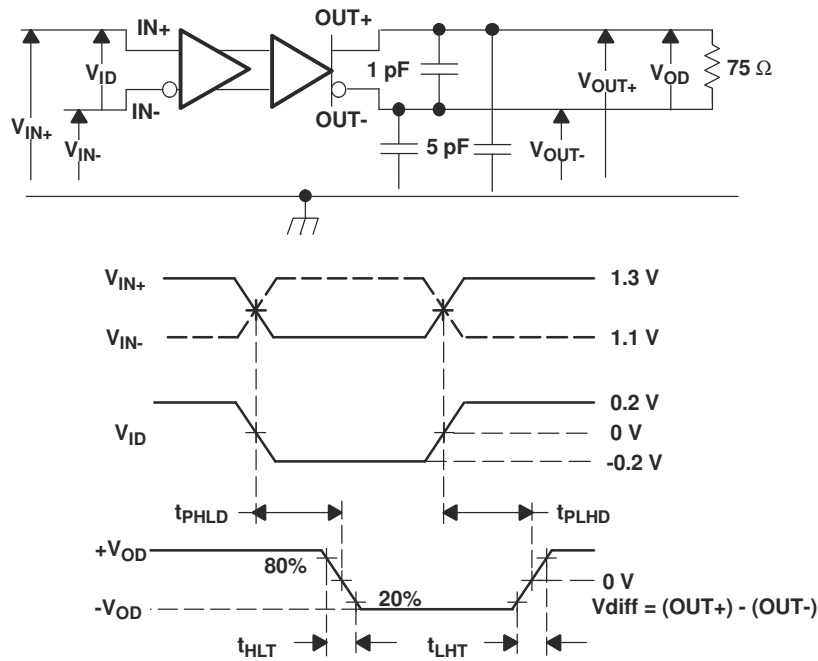 IN+
OUT+
V_ID
1 pF
75 Ω
V_OUT+
V_OD
IN-
OUT-
V_IN+
V_IN-
5 pF
V_OUT-
V_IN+
1.3 V
V_IN-
1.1 V
0.2 V
V_ID
0 V
-0.2 V
t_PHLD
t_PLHD
+V_OD
80%
0 V
20%
Vdiff = (OUT+) - (OUT-)
-V_OD
t_HLT
t_LHT